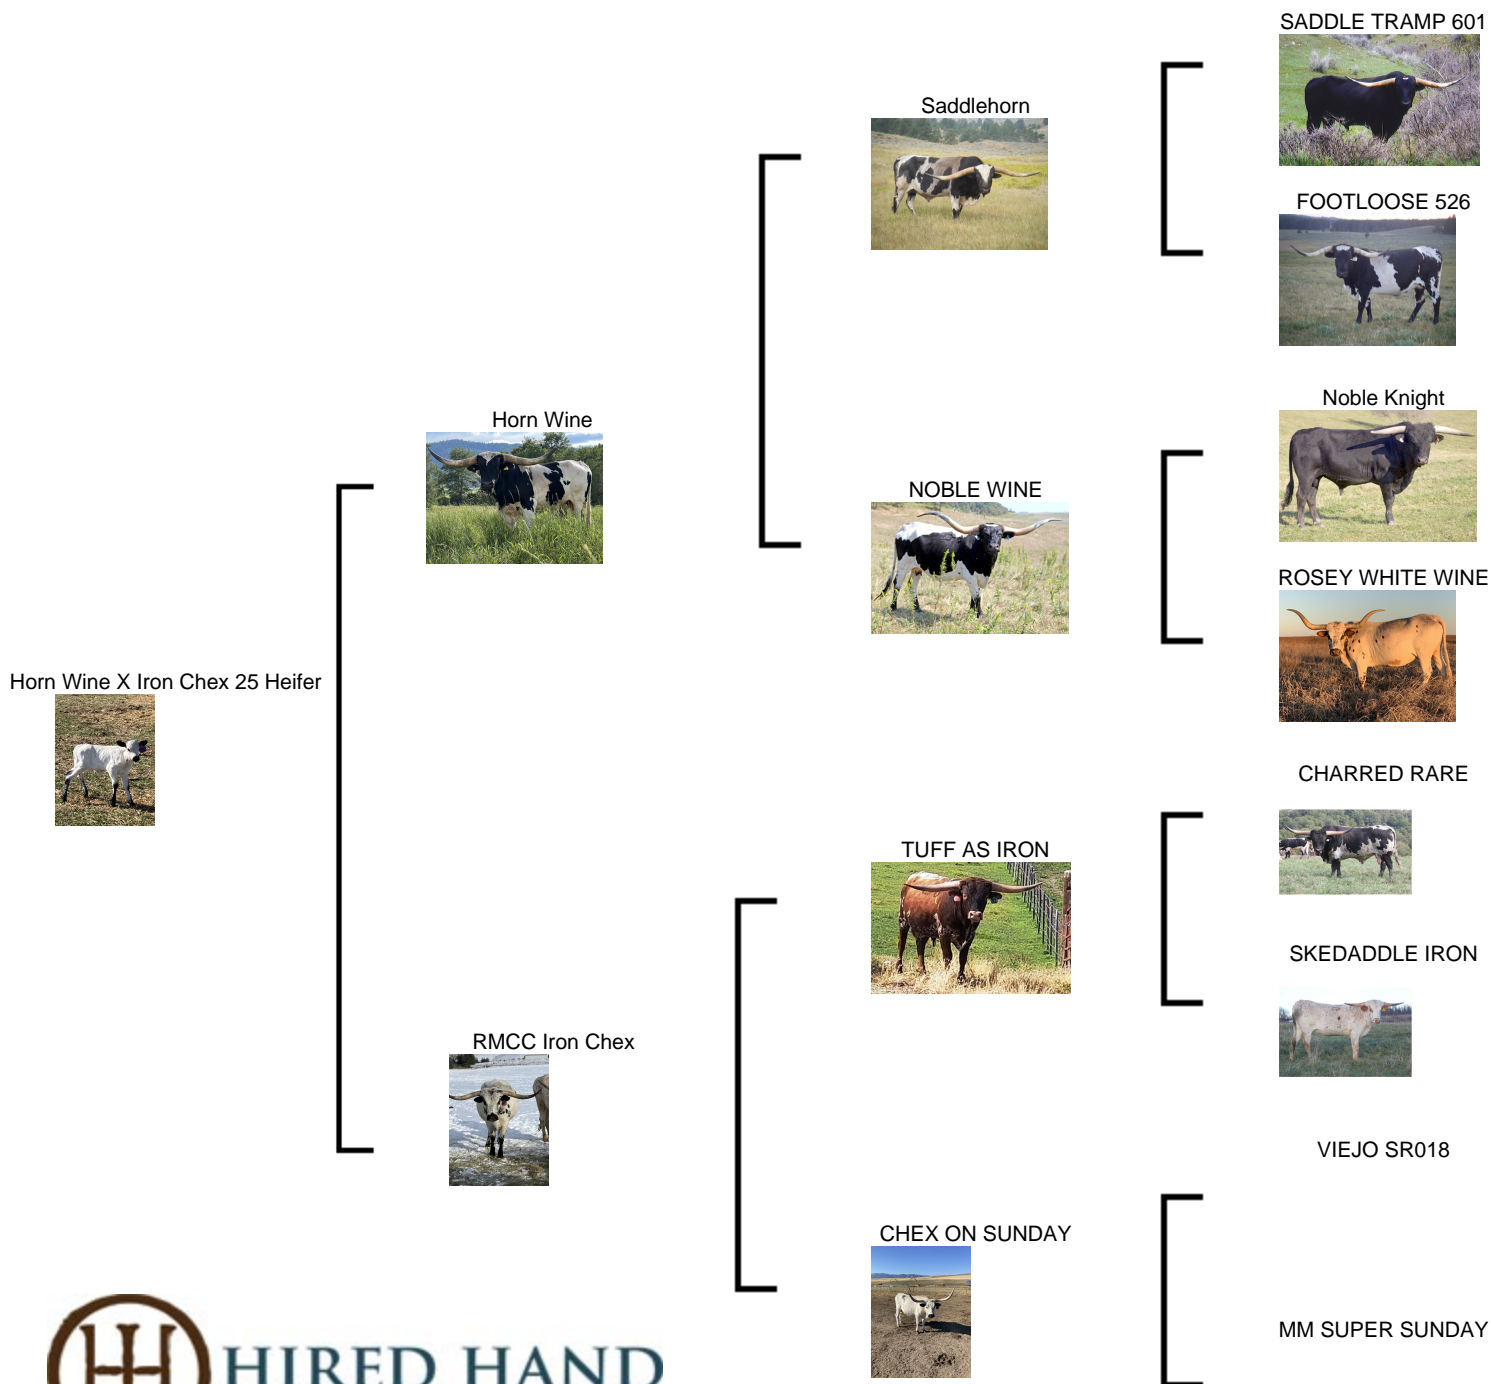 SADDLE TRAMP 601
Saddlehorn
FOOTLOOSE 526
Horn Wine
Noble Knight
NOBLE WINE
ROSEY WHITE WINE
Horn Wine X Iron Chex 25 Heifer
CHARRED RARE
TUFF AS IRON
SKEDADDLE IRON
RMCC Iron Chex
VIEJO SR018
CHEX ON SUNDAY
MM SUPER SUNDAY
HIRED HAND